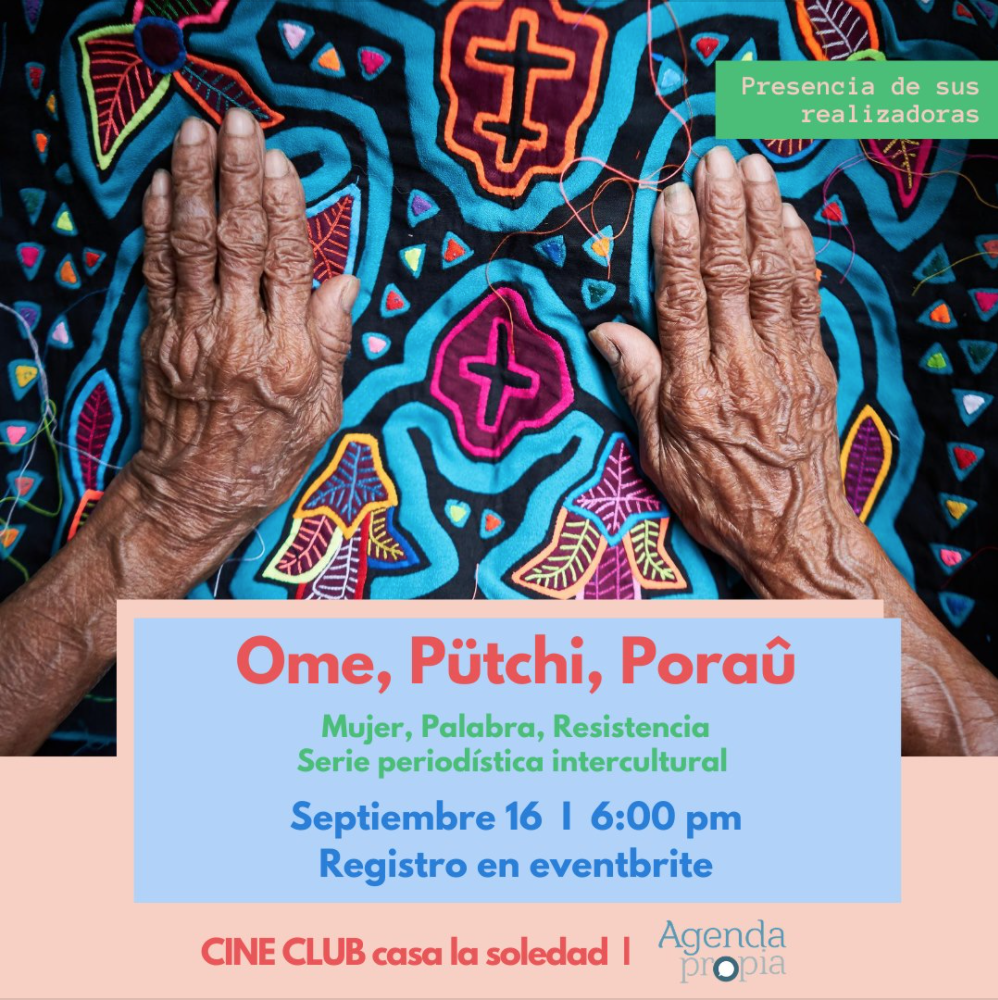 Presencia de sus
realizadoras
Ome, Pütchi, Poraû
Mujer, Palabra, Resistencia
Serie periodística intercultural
Septiembre 16 I 6:00 pm
Registro en eventbrite
CINE CLUB casa la soledad I
Agenda
propia